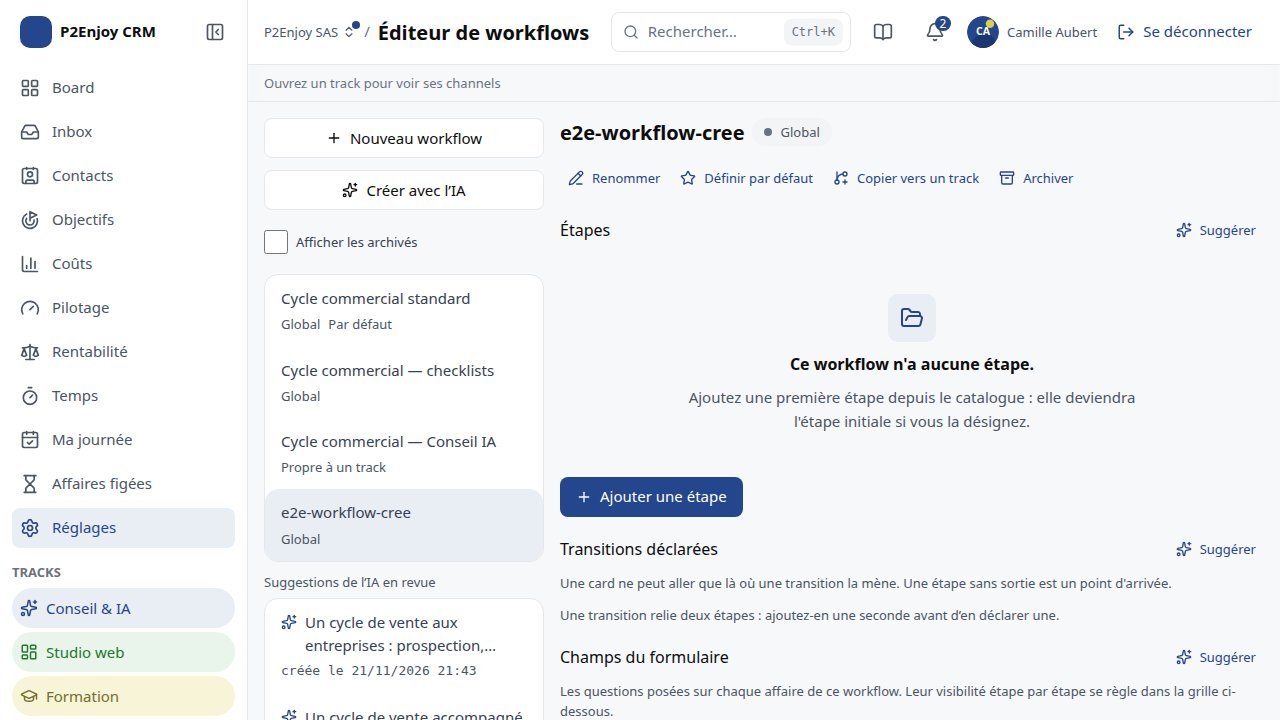 P2Enjoy CRM
P2Enjoy SAS
/
Éditeur de workflows
Rechercher...
Ctrl+K
2
CA
Camille Aubert
Se déconnecter
Board
Inbox
Contacts
Objectifs
Coûts
Pilotage
Rentabilité
Temps
Ma journée
Affaires figées
Réglages
TRACKS
Conseil & IA
Studio web
Formation
Ouvrez un track pour voir ses channels
Nouveau workflow
Créer avec l'IA
Afficher les archivés
Cycle commercial standard
Global Par défaut
Cycle commercial — checklists
Global
Cycle commercial — Conseil IA
Propre à un track
e2e-workflow-cree
Global
Suggestions de l'IA en revue
Un cycle de vente aux
entreprises : prospection,...
créée le 21/11/2026 21:43
Un cycle de vente accompagné
e2e-workflow-cree
Global
Renommer
Définir par défaut
Copier vers un track
Archiver
Étapes
Suggérer
Ce workflow n'a aucune étape.
Ajoutez une première étape depuis le catalogue : elle deviendra
l'étape initiale si vous la désignez.
Ajouter une étape
Transitions déclarées
Suggérer
Une card ne peut aller que là où une transition la mène. Une étape sans sortie est un point d'arrivée.
Une transition relie deux étapes : ajoutez-en une seconde avant d'en déclarer une.
Champs du formulaire
Suggérer
Les questions posées sur chaque affaire de ce workflow. Leur visibilité étape par étape se règle dans la grille ci-
dessous.